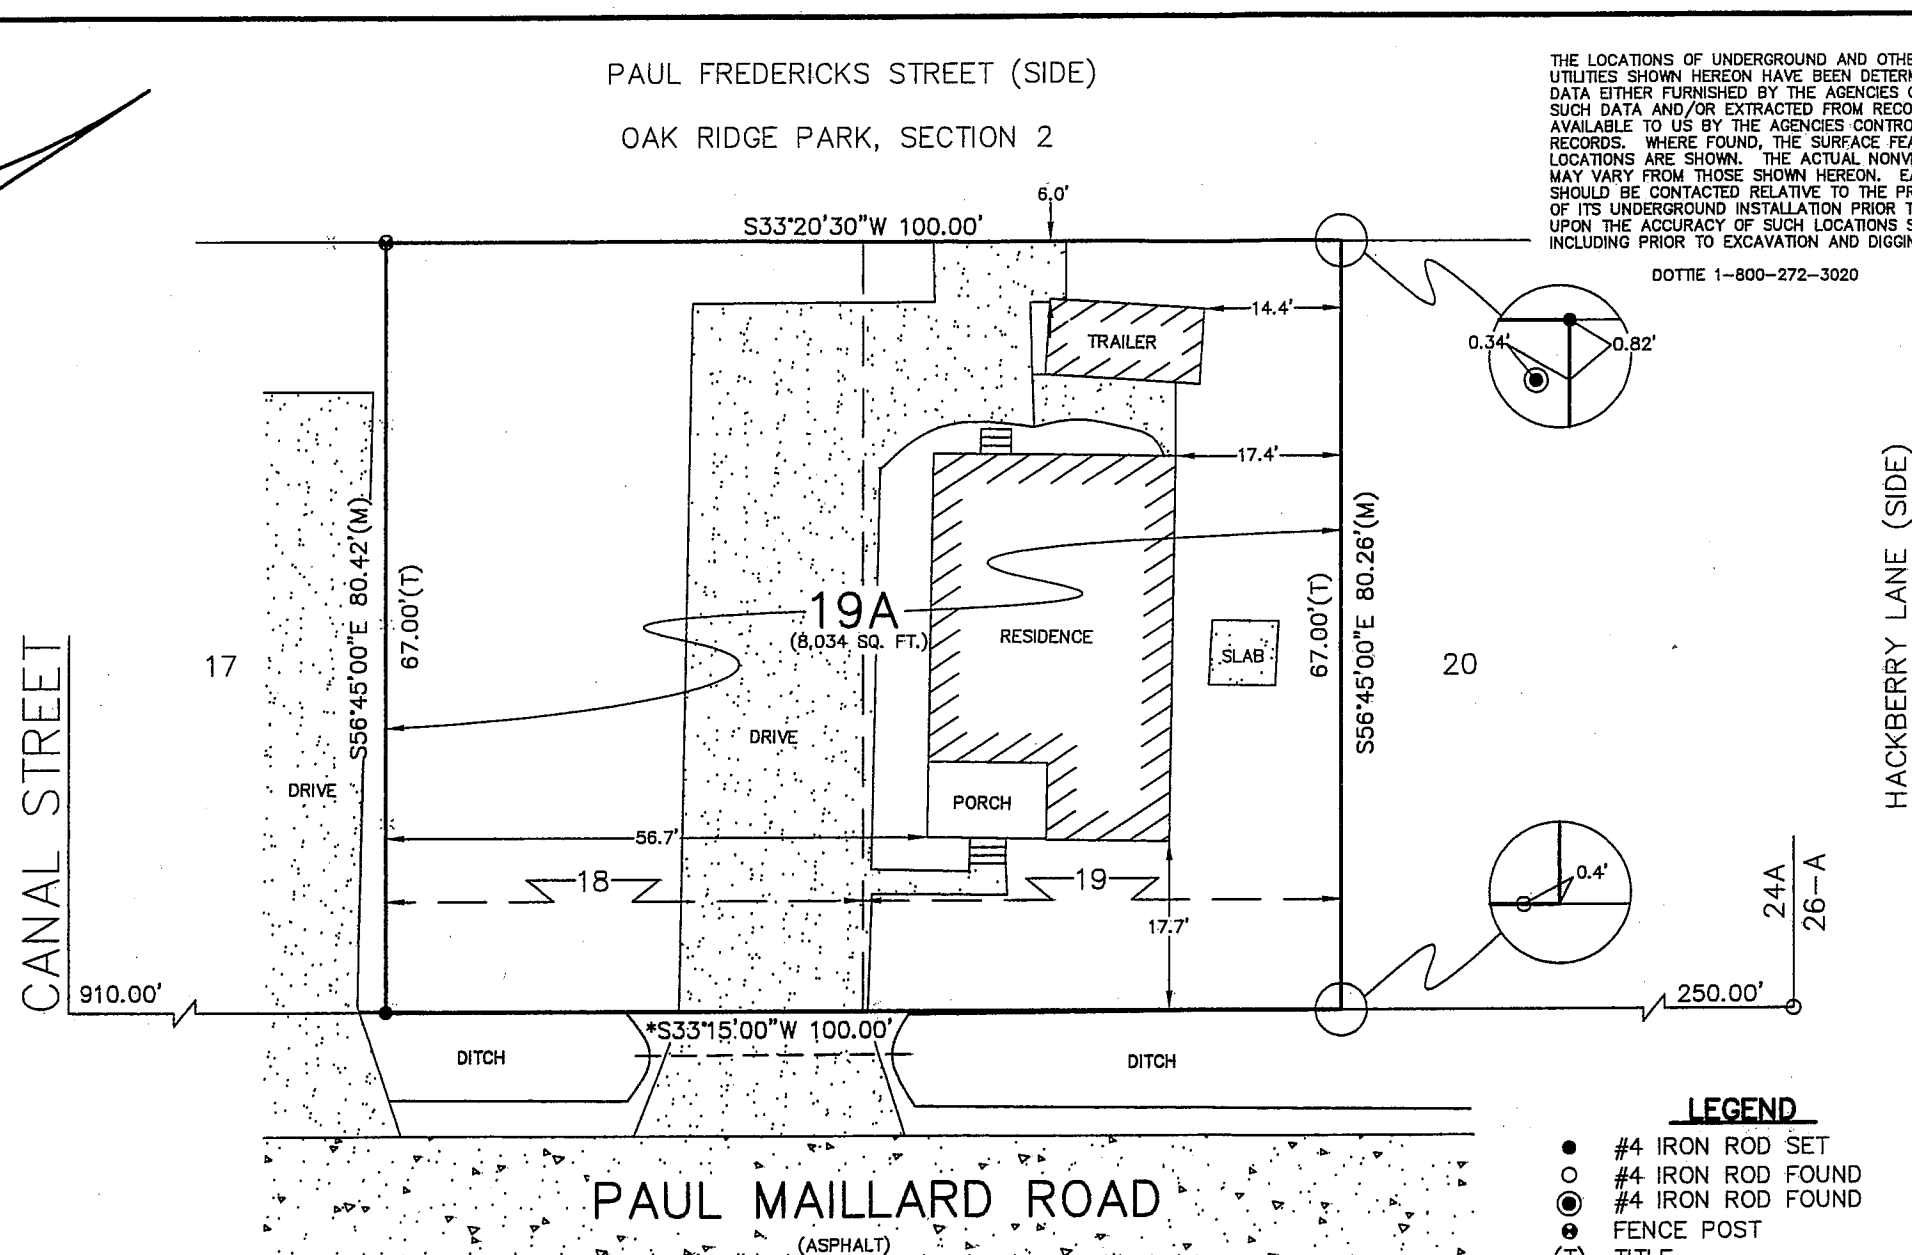 PAUL FREDERICKS STREET (SIDE)
OAK RIDGE PARK, SECTION 2
THE LOCATIONS OF UNDERGROUND AND OTHE
UTILITIES SHOWN HEREON HAVE BEEN DETERM
DATA EITHER FURNISHED BY THE AGENCIES
SUCH DATA AND/OR EXTRACTED FROM RECO
AVAILABLE TO US BY THE AGENCIES CONTRO
RECORDS. WHERE FOUND, THE SURFACE FEA
LOCATIONS ARE SHOWN. THE ACTUAL NONV
MAY VARY FROM THOSE SHOWN HEREON. EA
SHOULD BE CONTACTED RELATIVE TO THE PR
OF ITS UNDERGROUND INSTALLATION PRIOR T
UPON THE ACCURACY OF SUCH LOCATIONS S
INCLUDING PRIOR TO EXCAVATION AND DIGGIN
DOTTIE 1-800-272-3020
6.0'
S33°20'30"W 100.00'
14.4'
TRAILER
0.34'
0.82'
17.4'
S56°45'00"E 80.42'(M)
67.00'(T)
19A
(8,034 SQ. FT.)
RESIDENCE
SLAB
67.00'(T)
S56°45'00"E 80.26'(M)
17
20
HACKBERRY LANE (SIDE)
CANAL STREET
DRIVE
DRIVE
PORCH
56.7'
18
19
0.4'
17.7'
24A
26-A
910.00'
250.00'
*S33°15'00"W 100.00'
DITCH
DITCH
PAUL MAILLARD ROAD
(ASPHALT)
LEGEND
#4 IRON ROD SET
#4 IRON ROD FOUND
#4 IRON ROD FOUND
FENCE POST
(T) TITLE